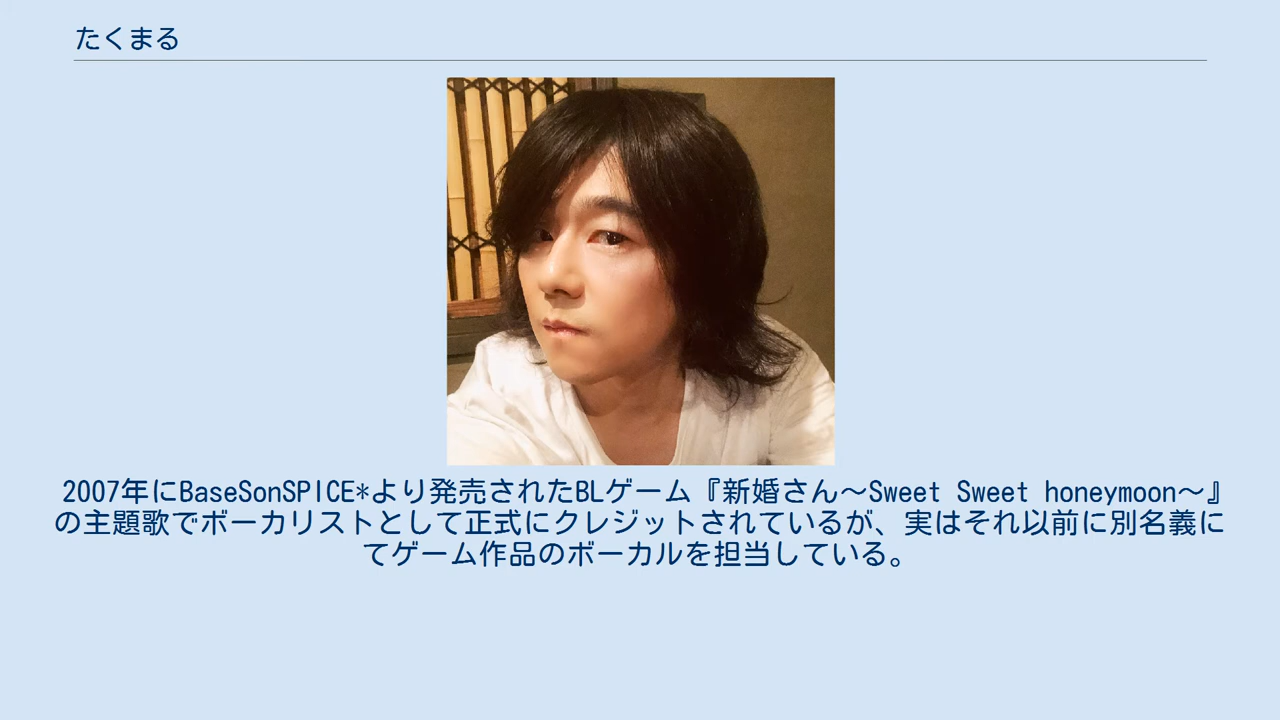 たくまる
2007年にBaseSonSPICE*より発売されたBLゲーム『新婚さん～Sweet Sweet honeymoon～』
の主題歌でボーカリストとして正式にクレジットされているが、実はそれ以前に別名義に
てゲーム作品のボーカルを担当している。